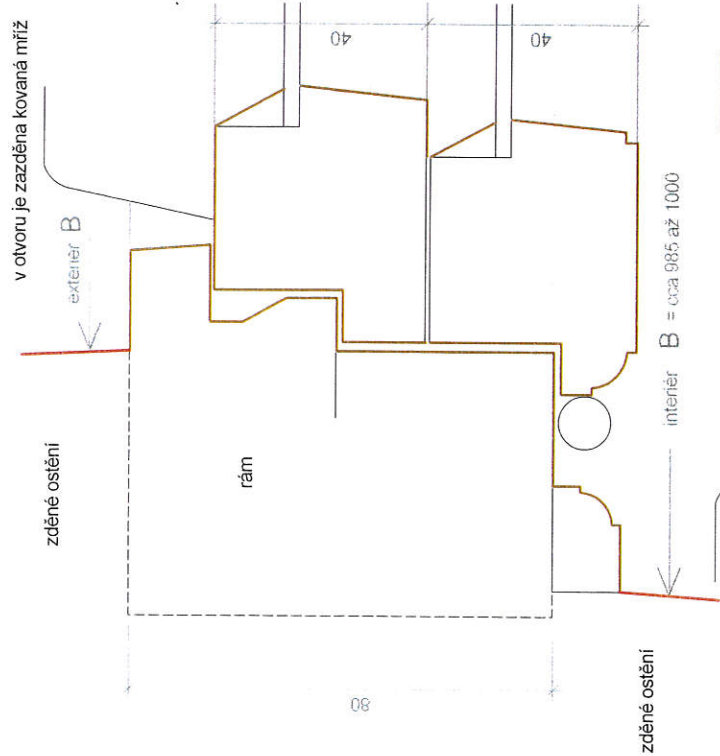 v otvoru je zazděna kovaná mříž
exteriér B
40
40
zděné ostění
rám
80
interiér B = cca 985 až 1000
zděné ostění